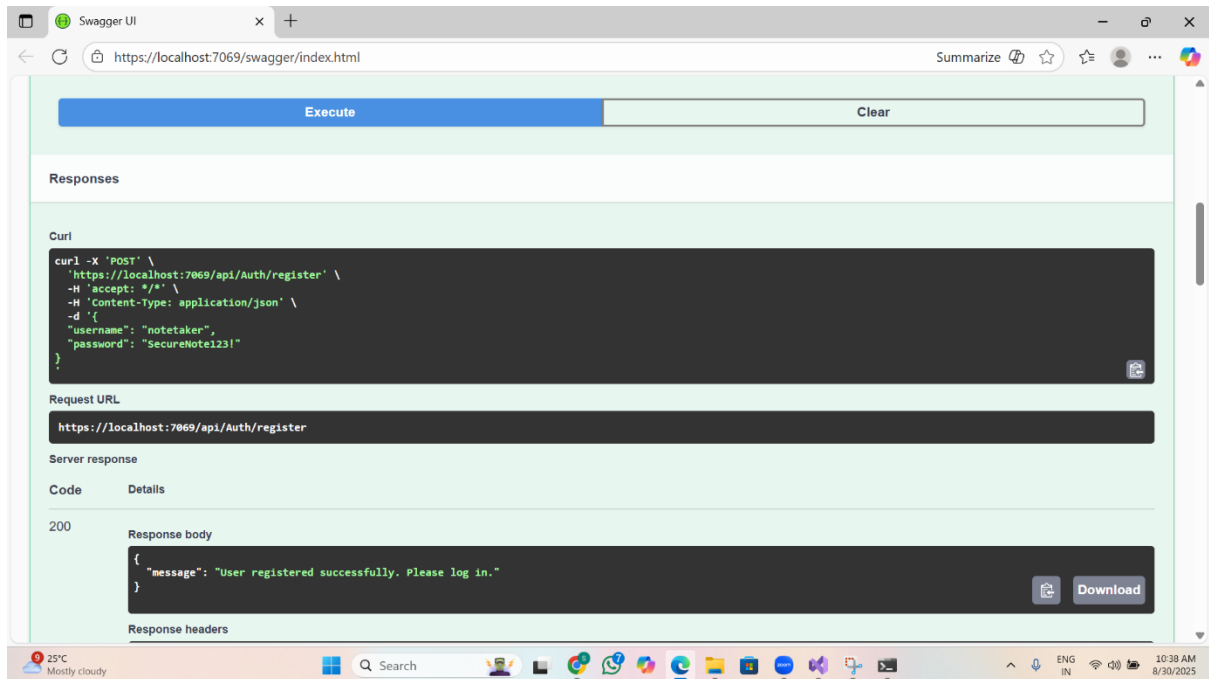 Swagger UI
https://localhost:7069/swagger/index.html
Summarize
Execute
Clear
Responses
Curl
curl -X 'POST' \
  'https://localhost:7069/api/Auth/register' \
  -H 'accept: */*' \
  -H 'Content-Type: application/json' \
  -d '{
  "username": "notetaker",
  "password": "SecureNote123!"
}
'
Request URL
https://localhost:7069/api/Auth/register
Server response
Code Details
200
Response body
{
  "message": "User registered successfully. Please log in."
}
Download
Response headers
9
25°C
Mostly cloudy
Search
7
zoom
ENG
IN
10:38 AM
8/30/2025